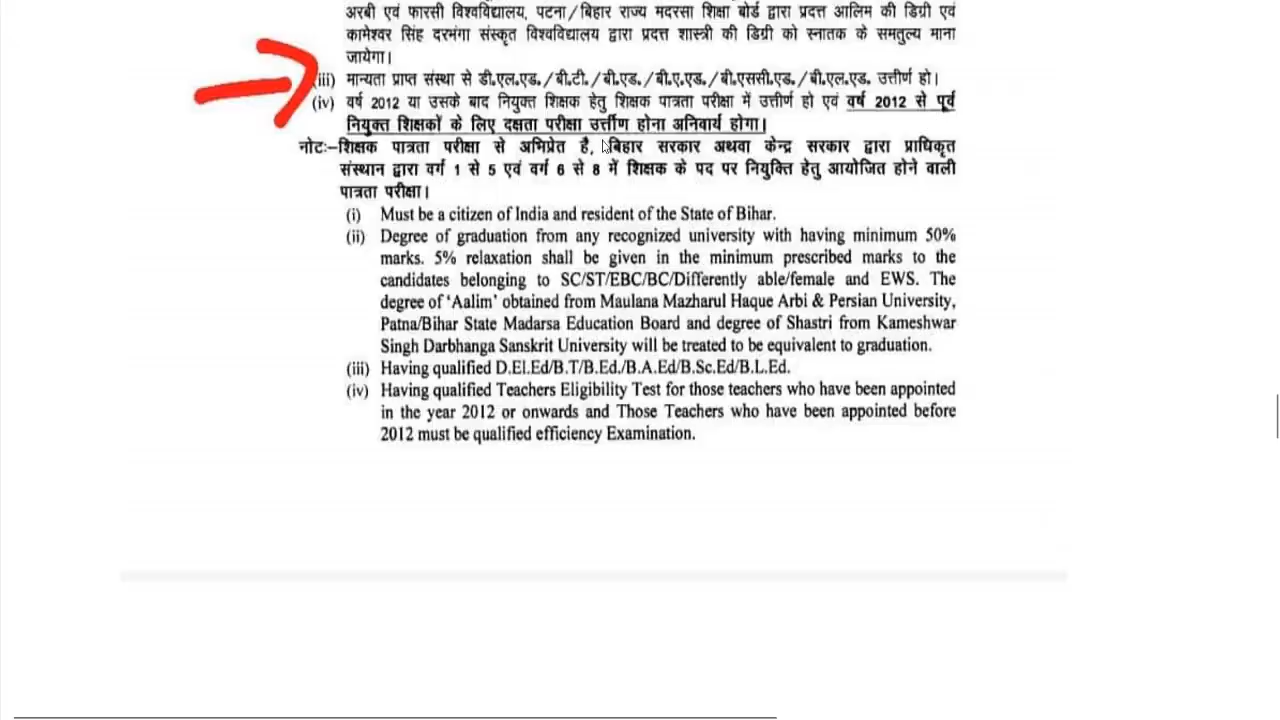 अरबी एवं फारसी विश्वविद्यालय, पटना/बिहार राज्य मदरसा शिक्षा बोर्ड द्वारा प्रदत्त आलिम की डिग्री एवं
कामेश्वर सिंह दरभंगा संस्कृत विश्वविद्यालय द्वारा प्रदत्त शास्त्री की डिग्री को स्नातक के समतुल्य माना
जायेगा।
(iii) मान्यता प्राप्त संस्था से डी.एल.एड./बी.टी./बी.एड./बी.ए.एड./बी.एससी.एड./बी.एल.एड. उत्तीर्ण हो।
(iv) वर्ष 2012 या उसके बाद नियुक्त शिक्षक हेतु शिक्षक पात्रता परीक्षा में उत्तीर्ण हो एवं वर्ष 2012 से पूर्व
नियुक्त शिक्षकों के लिए दक्षता परीक्षा उर्त्तीण होना अनिवार्य होगा।
नोटः-शिक्षक पात्रता परीक्षा से अभिप्रेत है, बिहार सरकार अथवा केन्द्र सरकार द्वारा प्राधिकृत
संस्थान द्वारा वर्ग 1 से 5 एवं वर्ग 6 से 8 में शिक्षक के पद पर नियुक्ति हेतु आयोजित होने वाली
पात्रता परीक्षा।
(i) Must be a citizen of India and resident of the State of Bihar.
(ii) Degree of graduation from any recognized university with having minimum 50%
marks. 5% relaxation shall be given in the minimum prescribed marks to the
candidates belonging to SC/ST/EBC/BC/Differently able/female and EWS. The
degree of ‘Aalim’ obtained from Maulana Mazharul Haque Arbi & Persian University,
Patna/Bihar State Madarsa Education Board and degree of Shastri from Kameshwar
Singh Darbhanga Sanskrit University will be treated to be equivalent to graduation.
(iii) Having qualified D.El.Ed/B.T/B.Ed./B.A.Ed/B.Sc.Ed/B.L.Ed.
(iv) Having qualified Teachers Eligibility Test for those teachers who have been appointed
in the year 2012 or onwards and Those Teachers who have been appointed before
2012 must be qualified efficiency Examination.